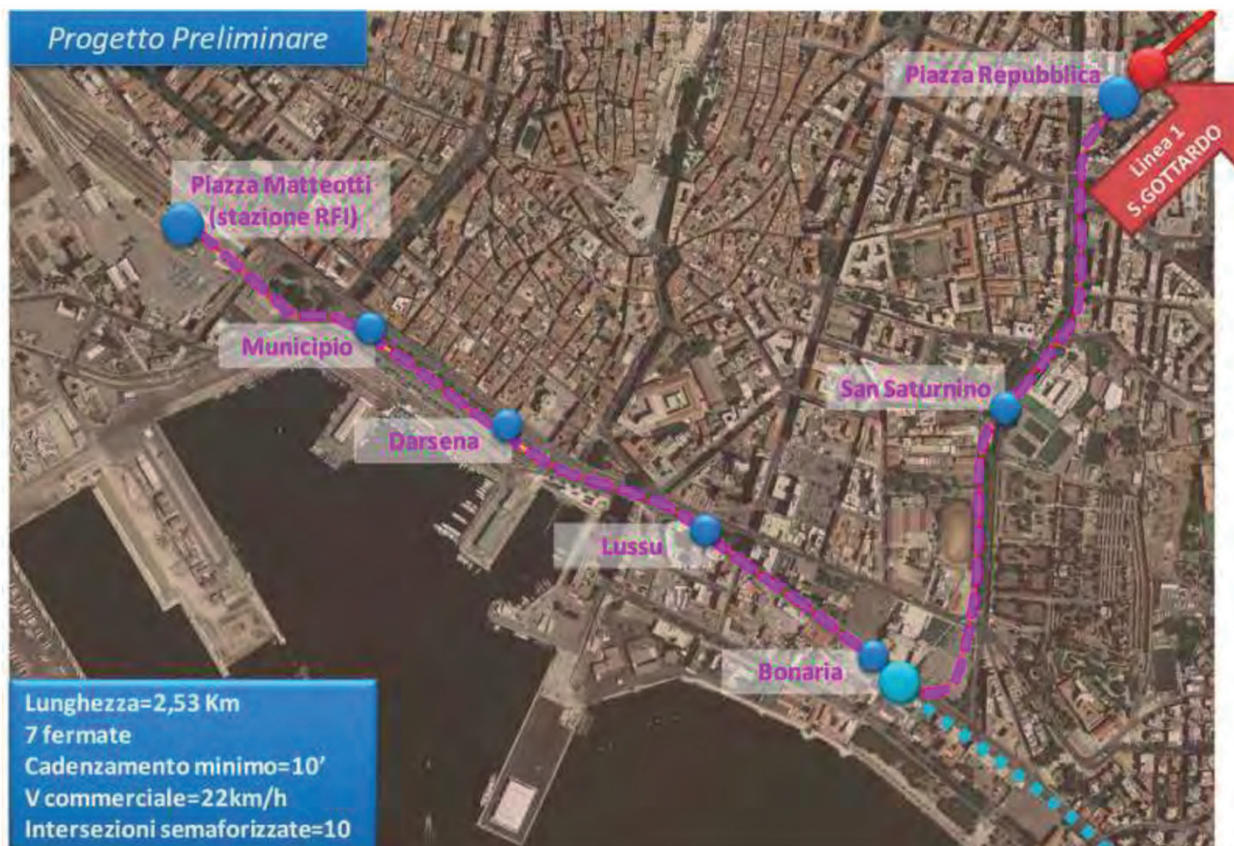 Progetto Preliminare
Piazza Repubblica
Linea 1
S.GOTTARDO
Piazza Matteotti
(stazione RFI)
Municipio
San Saturnino
Darsena
Lussu
Bonaria
Lunghezza=2,53 Km
7 fermate
Cadenzamento minimo=10'
V commerciale=22km/h
Intersezioni semaforizzate=10